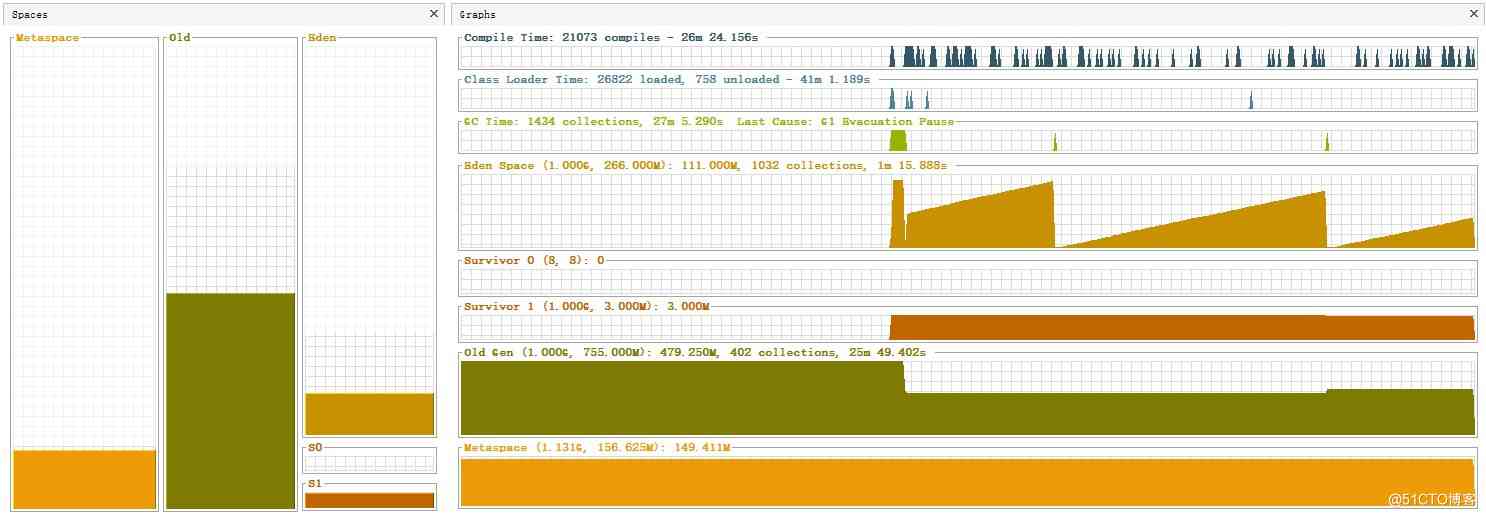 Spaces
Graphs
Metaspace
Old
Eden
S0
S1
Compile Time: 21073 compiles - 26m 24.156s
Class Loader Time: 26822 loaded, 758 unloaded - 41m 1.189s
GC Time: 1434 collections, 27m 5.290s Last Cause: G1 Evacuation Pause
Eden Space (1.000G, 266.000M): 111.000M, 1032 collections, 1m 15.888s
Survivor 0 (8, 8): 0
Survivor 1 (1.000G, 3.000M): 3.000M
Old Gen (1.000G, 755.000M): 479.250M, 402 collections, 25m 49.402s
Metaspace (1.131G, 156.625M): 149.411M
@51CTO博客